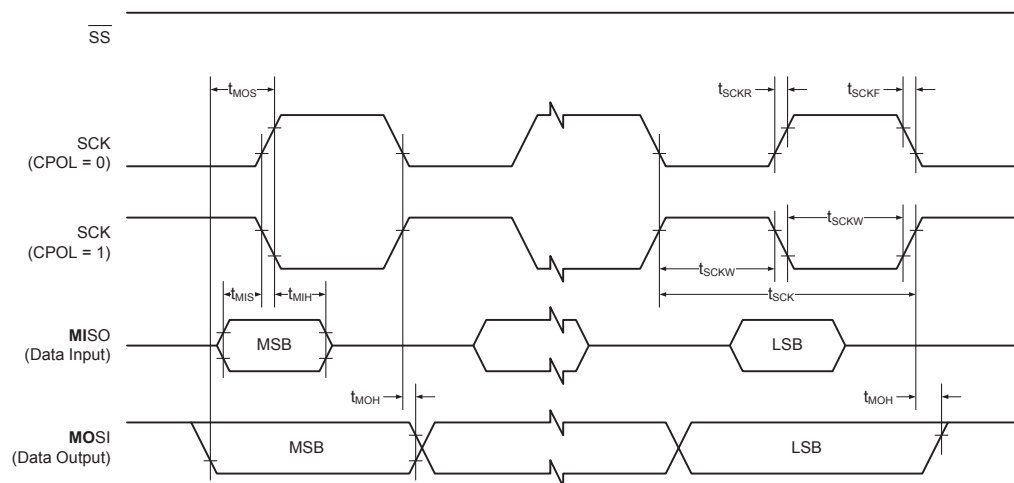 SS
tMOS
tSCKR
tSCKF
SCK
(CPOL = 0)
SCK
(CPOL = 1)
tSCKW
tSCKW
tMIS
tMIH
tSCK
MISO
(Data Input)
MSB
LSB
tMOH
tMOH
MOSI
(Data Output)
MSB
LSB